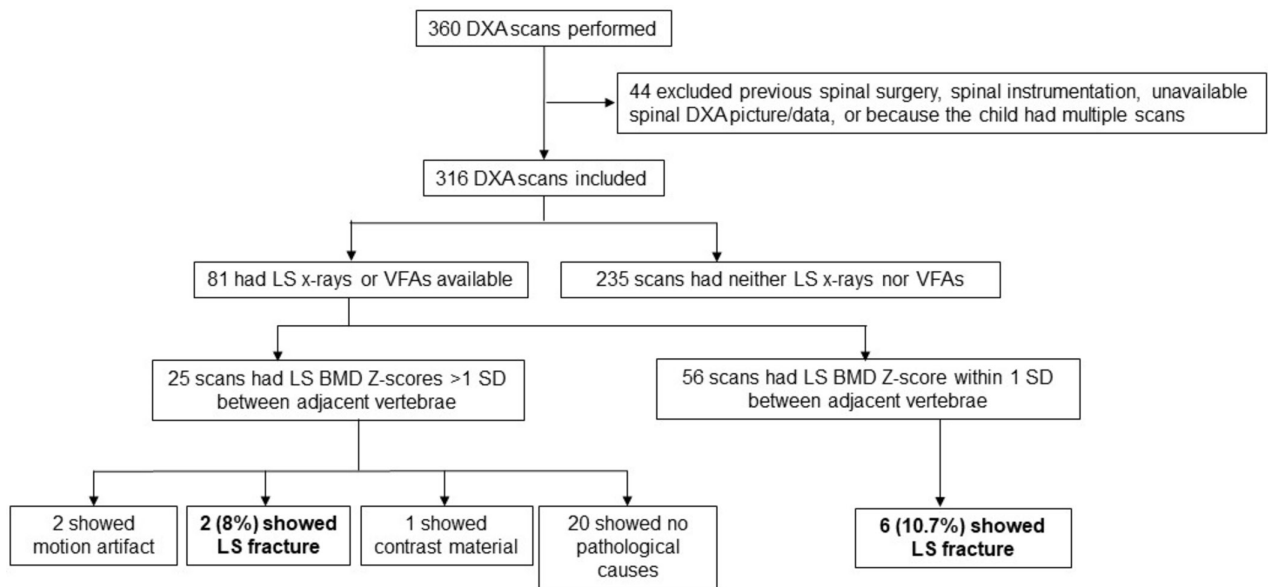 360 DXA scans performed
44 excluded previous spinal surgery, spinal instrumentation, unavailable
spinal DXA picture/data, or because the child had multiple scans
316 DXA scans included
81 had LS x-rays or VFAs available
235 scans had neither LS x-rays nor VFAs
25 scans had LS BMD Z-scores >1 SD
between adjacent vertebrae
56 scans had LS BMD Z-score within 1 SD
between adjacent vertebrae
2 showed
motion artifact
2 (8%) showed
LS fracture
1 showed
contrast material
20 showed no
pathological
causes
6 (10.7%) showed
LS fracture